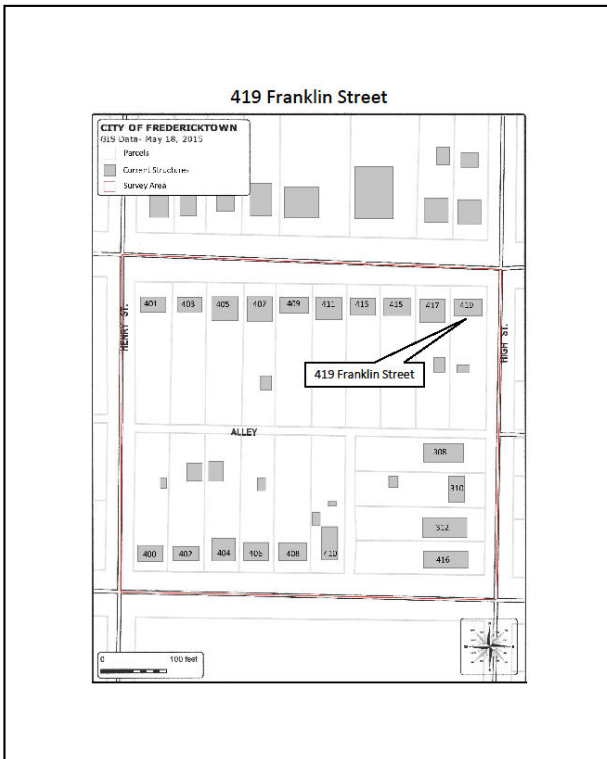 419 Franklin Street
CITY OF FREDERICKTOWN
GIS Data- May 18, 2015
Parcels
Current Structures
Survey Area
HENRY ST.
401 403 405 407 409 411 413 415 417 419
HIGH ST.
419 Franklin Street
ALLEY
308
310
312
400 402 404 406 408 410 416
0 100 feet